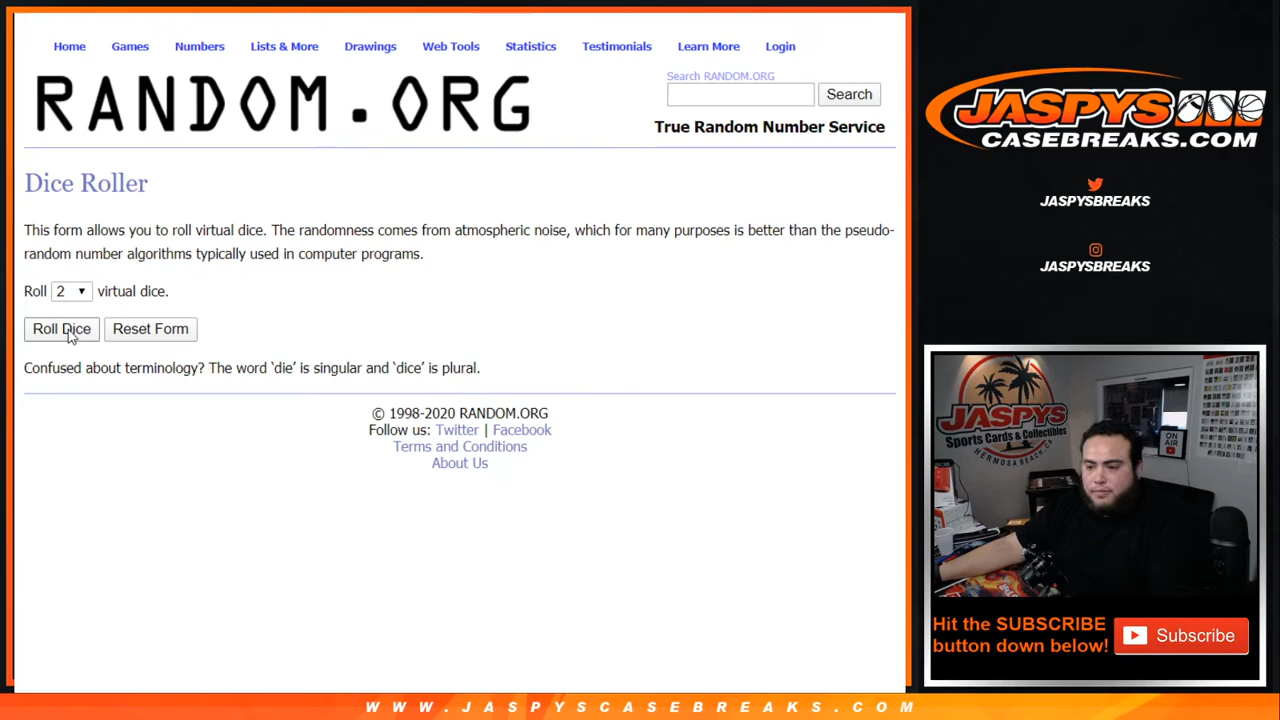 Home Games Numbers Lists & More Drawings Web Tools Statistics Testimonials Learn More Login
RANDOM.ORG
Search RANDOM.ORG
Search
True Random Number Service
Dice Roller
This form allows you to roll virtual dice. The randomness comes from atmospheric noise, which for many purposes is better than the pseudo-
random number algorithms typically used in computer programs.
Roll 2 virtual dice.
Roll Dice Reset Form
Confused about terminology? The word ‘die’ is singular and ‘dice’ is plural.
© 1998-2020 RANDOM.ORG
Follow us: Twitter | Facebook
Terms and Conditions
About Us
JASPYS
CASEBREAKS.COM
JASPYSBREAKS
JASPYSBREAKS
JASPYS
Sports Cards & Collectibles
HERMOSA BEACH, CA
ON
AIR
Hit the SUBSCRIBE
button down below!
Subscribe
WWW.JASPYSCASEBREAKS.COM